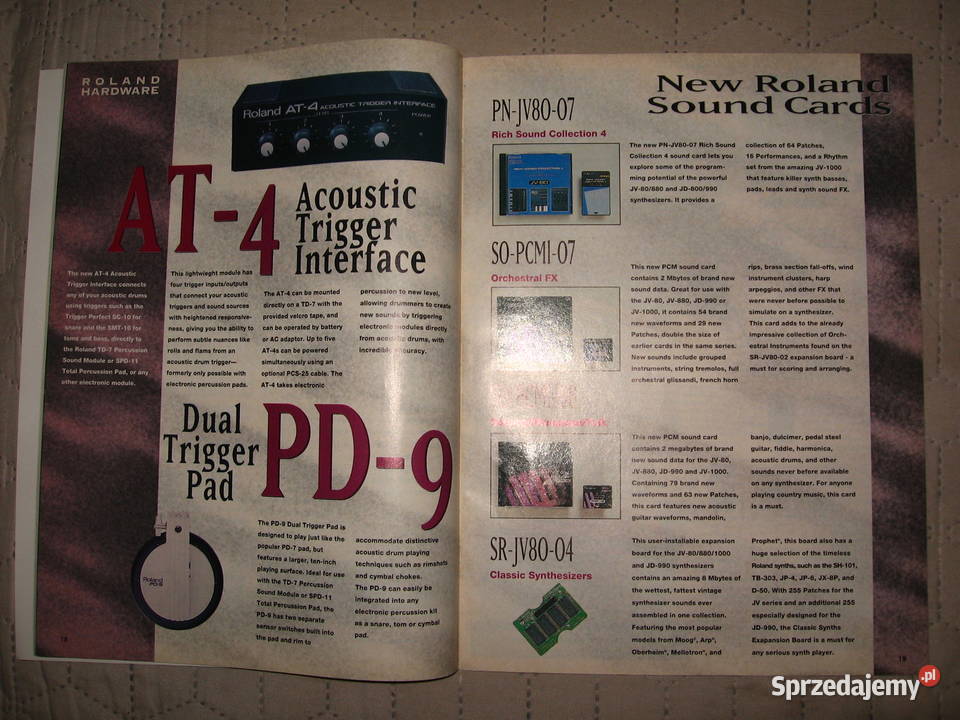 ROLAND
HARDWARE
Roland AT-4 ACOUSTIC TRIGGER INTERFACE
LEVEL
POWER
1 2 3 4
AT-4
Acoustic
Trigger
Interface
The new AT-4 Acoustic
Trigger Interface connects
any of your acoustic drums
using triggers such as the
Trigger Perfect SC-10 for
snare and the SMT-16 for
toms and bass, directly to
the Roland TD-7 Percussion
Sound Module or SPD-11
Total Percussion Pad, or any
other electronic module.
This lightweight module has
four trigger inputs/outputs
that connect your acoustic
triggers and sound sources
with heightened responsive-
ness, giving you the ability to
perform subtle nuances like
rolls and flams from an
acoustic drum trigger—
formerly only possible with
electronic percussion pads.
The AT-4 can be mounted
directly on a TD-7 with the
provided velcro tape, and
can be operated by battery
or AC adaptor. Up to five
AT-4s can be powered
simultaneously using an
optional PCS-25 cable. The
AT-4 takes electronic
percussion to new level,
allowing drummers to create
new sounds by triggering
electronic modules directly
from acoustic drums, with
incredible accuracy.
Dual
Trigger
Pad
PD-9
Roland
The PD-9 Dual Trigger Pad is
designed to play just like the
popular PD-7 pad, but
features a larger, ten-inch
playing surface. Ideal for use
with the TD-7 Percussion
Sound Module or SPD-11
Total Percussion Pad, the
PD-9 has two separate
sensor switches built into
the pad and rim to
accommodate distinctive
acoustic drum playing
techniques such as rimshots
and cymbal chokes.
The PD-9 can easily be
integrated into any
electronic percussion kit
as a snare, tom or cymbal
pad.
18
New Roland
Sound Cards
PN-JV80-07
Rich Sound Collection 4
JV-80
The new PN-JV80-07 Rich Sound
Collection 4 sound card lets you
explore some of the program-
ming potential of the powerful
JV-80/880 and JD-800/990
synthesizers. It provides a
collection of 64 Patches,
16 Performances, and a Rhythm
set from the amazing JV-1000
that feature killer synth basses,
pads, leads and synth sound FX.
SO-PCM1-07
Orchestral FX
This new PCM sound card
contains 2 Mbytes of brand new
sound data. Great for use with
the JV-80, JV-880, JD-990 or
JV-1000, it contains 54 brand
new waveforms and 29 new
Patches, double the size of
earlier cards in the same series.
New sounds include grouped
instruments, string tremolos, full
orchestral glissandi, french horn
rips, brass section fall-offs, wind
instrument clusters, harp
arpeggios, and other FX that
were never before possible to
simulate on a synthesizer.
This card adds to the already
impressive collection of Orch-
estral Instruments found on the
SR-JV80-02 expansion board - a
must for scoring and arranging.
This new PCM sound card
contains 2 megabytes of brand
new sound data for the JV-80,
JV-880, JD-990 and JV-1000.
Containing 79 brand new
waveforms and 63 new Patches,
this card features new acoustic
guitar waveforms, mandolin,
banjo, dulcimer, pedal steel
guitar, fiddle, harmonica,
acoustic drums, and other
sounds never before available
on any synthesizer. For anyone
playing country music, this card
is a must.
SR-JV80-04
Classic Synthesizers
This user-installable expansion
board for the JV-80/880/1000
and JD-990 synthesizers
contains an amazing 8 Mbytes of
the wettest, fattest vintage
synthesizer sounds ever
assembled in one collection.
Featuring the most popular
models from Moog®, Arp®,
Oberheim®, Mellotron®, and
Prophet®, this board also has a
huge selection of the timeless
Roland synths, such as the SH-101,
TB-303, JP-4, JP-6, JX-8P, and
D-50. With 255 Patches for the
JV series and an additional 255
especially designed for the
JD-990, the Classic Synths
Exapansion Board is a must for
any serious synth player.
19
Sprzedajemy.pl